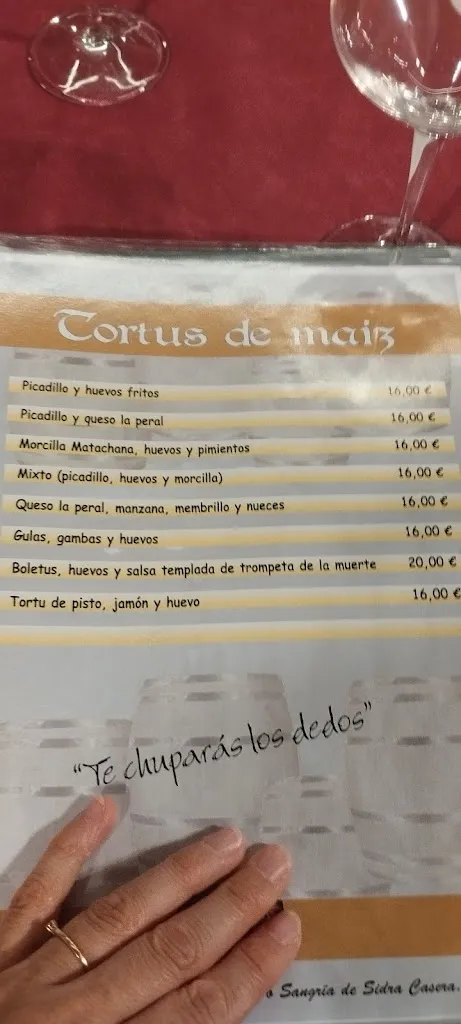 Tortus de maiz
Picadillo y huevos fritos 16,00 €
Picadillo y queso la peral 16,00 €
Morcilla Matachana, huevos y pimientos 16,00 €
Mixto (picadillo, huevos y morcilla) 16,00 €
Queso la peral, manzana, membrillo y nueces 16,00 €
Gulas, gambas y huevos 16,00 €
Boletus, huevos y salsa templada de trompeta de la muerte 20,00 €
Tortu de pisto, jamón y huevo 16,00 €
"Te chuparás los dedos"
o Sangría de Sidra Casera.